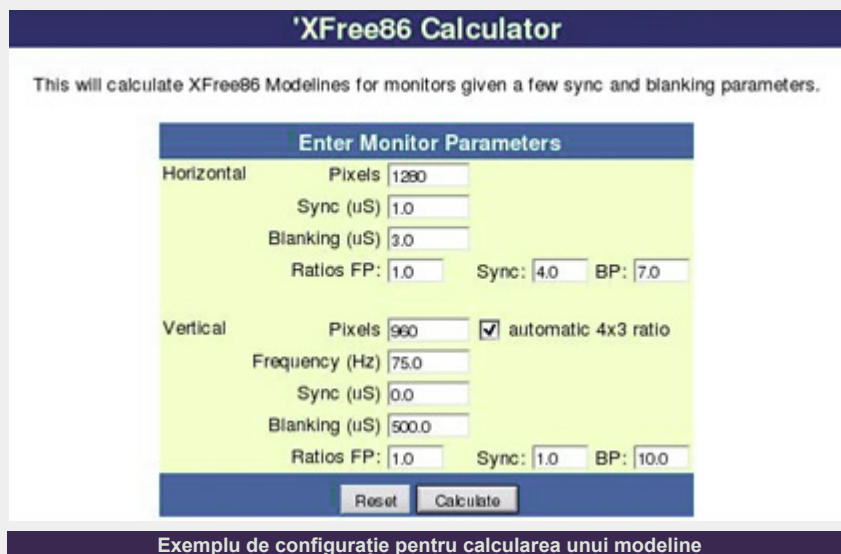 'XFree86 Calculator
This will calculate XFree86 Modelines for monitors given a few sync and blanking parameters.
Enter Monitor Parameters
Horizontal Pixels 1280
Sync (uS) 1.0
Blanking (uS) 3.0
Ratios FP: 1.0 Sync: 4.0 BP: 7.0
Vertical Pixels 960 automatic 4x3 ratio
Frequency (Hz) 75.0
Sync (uS) 0.0
Blanking (uS) 500.0
Ratios FP: 1.0 Sync: 1.0 BP: 10.0
Reset Calculate
Exemplu de configurație pentru calcularea unui modeline